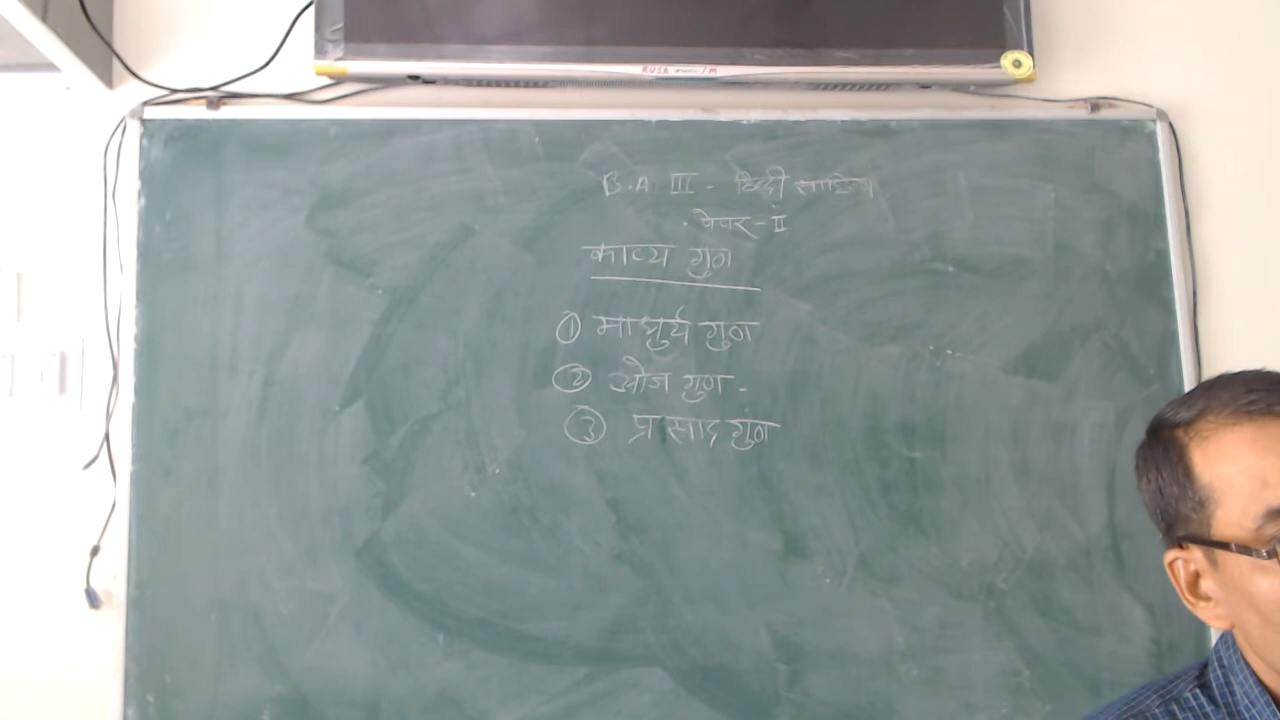 B.A. III - हिन्दी साहित्य
पेपर - II
काव्य गुण
① माधुर्य गुण
② ओज गुण -
③ प्रसाद गुण